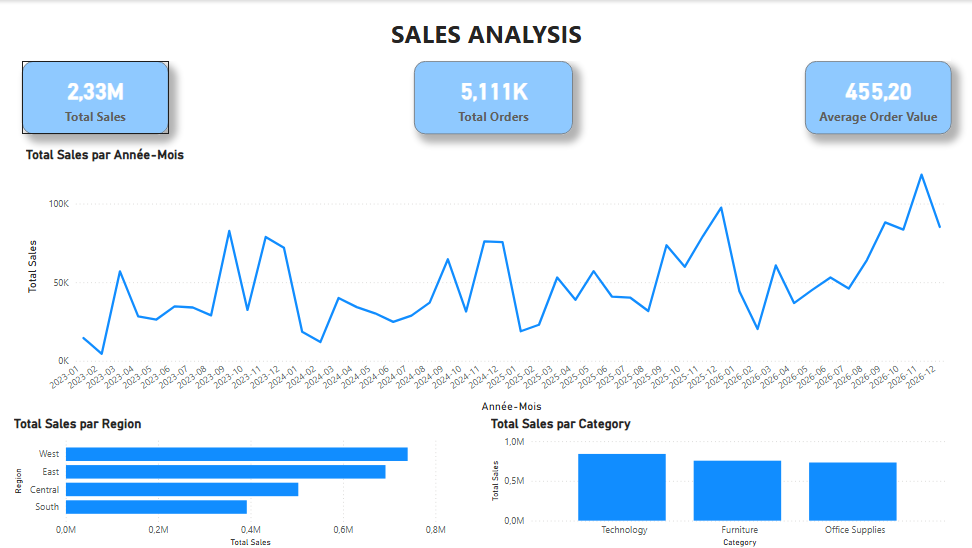 SALES ANALYSIS
2,33M
Total Sales
5,111K
Total Orders
455,20
Average Order Value
Total Sales par Année-Mois
Total Sales
100K
50K
0K
2023-01
2023-02
2023-03
2023-04
2023-05
2023-06
2023-07
2023-08
2023-09
2023-10
2023-11
2023-12
2024-01
2024-02
2024-03
2024-04
2024-05
2024-06
2024-07
2024-08
2024-09
2024-10
2024-11
2024-12
2025-01
2025-02
2025-03
2025-04
2025-05
2025-06
2025-07
2025-08
2025-09
2025-10
2025-11
2025-12
2026-01
2026-02
2026-03
2026-04
2026-05
2026-06
2026-07
2026-08
2026-09
2026-10
2026-11
2026-12
Année-Mois
Total Sales par Region
Region
West
East
Central
South
0,0M
0,2M
0,4M
0,6M
0,8M
Total Sales
Total Sales par Category
Total Sales
1,0M
0,5M
0,0M
Technology
Furniture
Office Supplies
Category